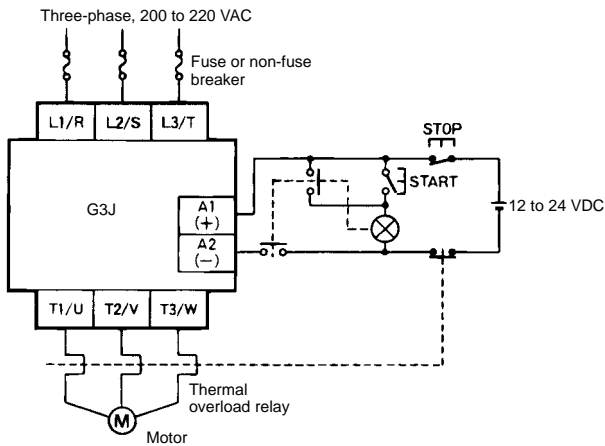 Three-phase, 200 to 220 VAC
Fuse or non-fuse
breaker
L1/R L2/S L3/T
STOP
START
G3J
A1
(+)
A2
(−)
12 to 24 VDC
T1/U T2/V T3/W
Thermal
overload relay
M
Motor